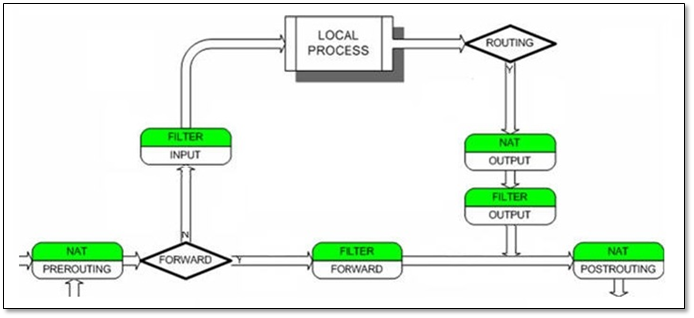 LOCAL
PROCESS
ROUTING
Y
FILTER
INPUT
NAT
OUTPUT
FILTER
OUTPUT
N
NAT
PREROUTING
FORWARD
Y
FILTER
FORWARD
NAT
POSTROUTING